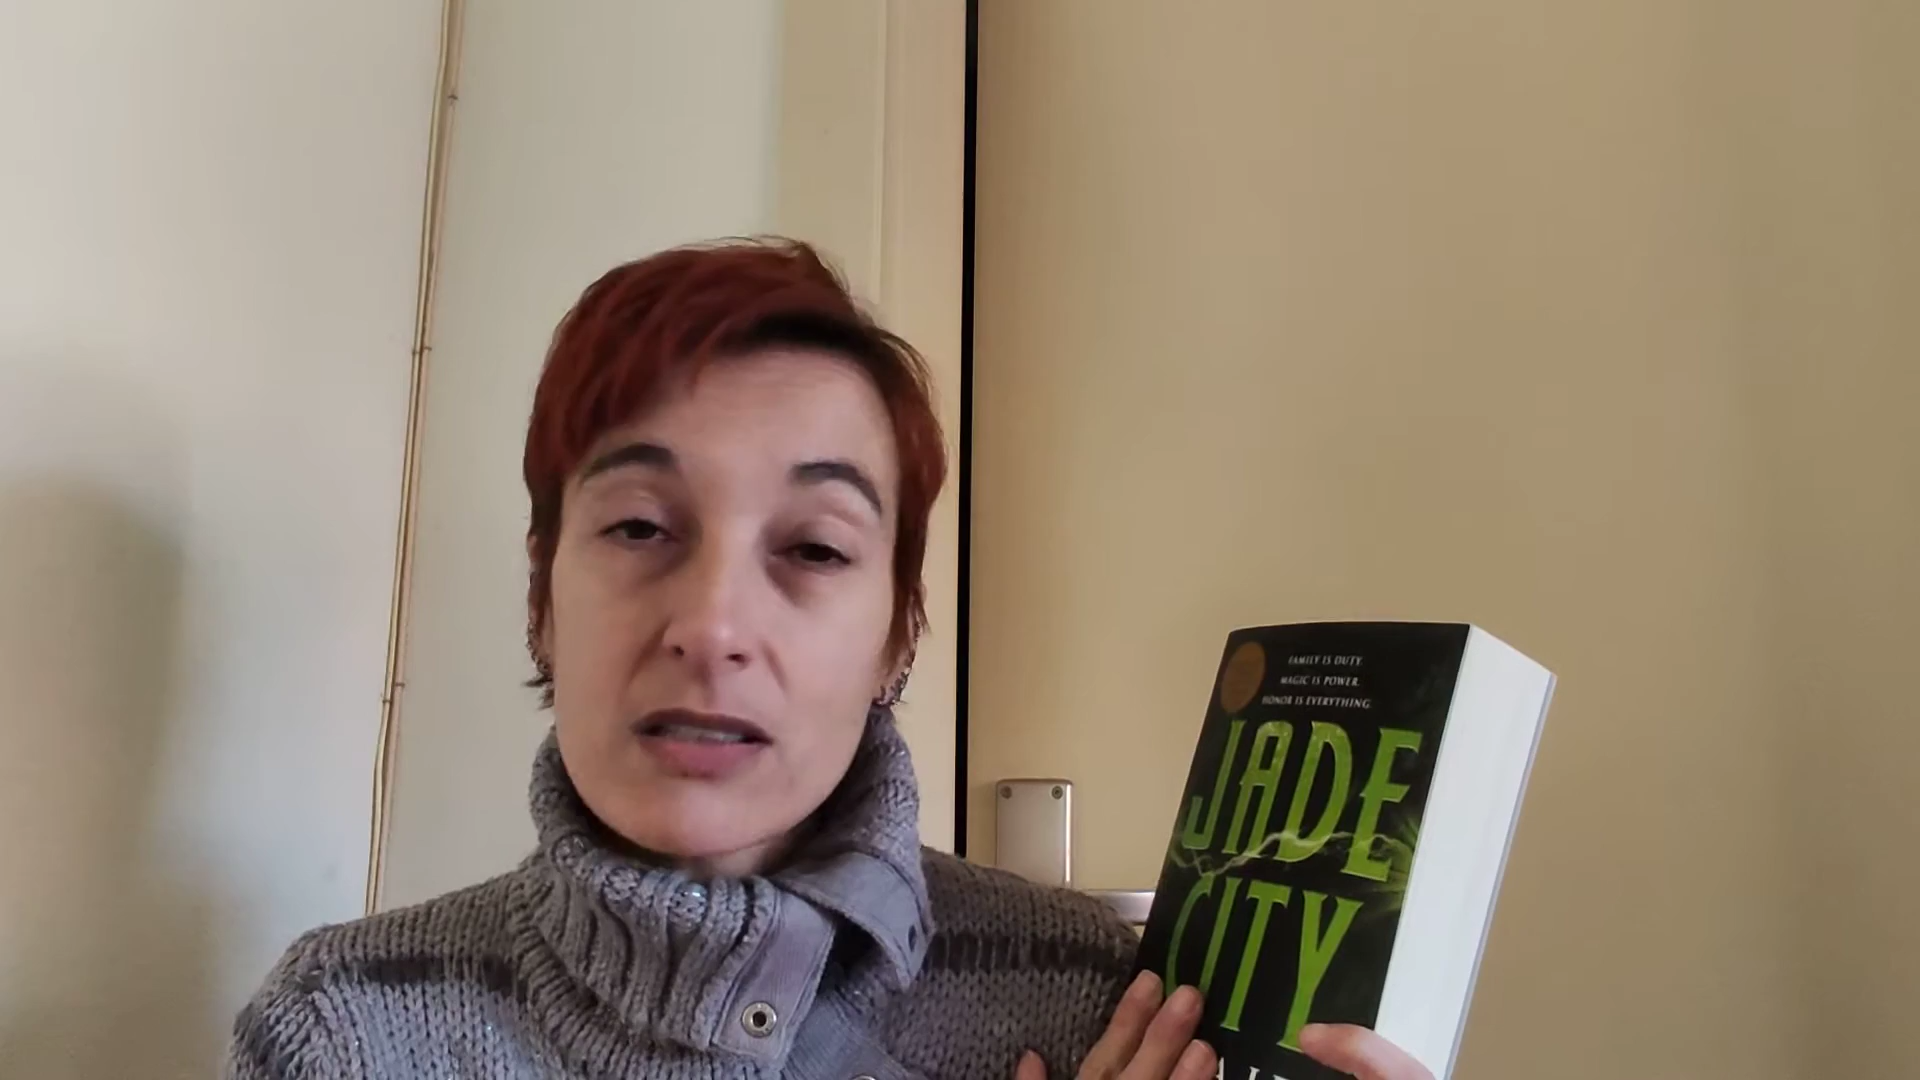 FAMILY IS DUTY.
MAGIC IS POWER.
HONOR IS EVERYTHING.
JADE
CITY